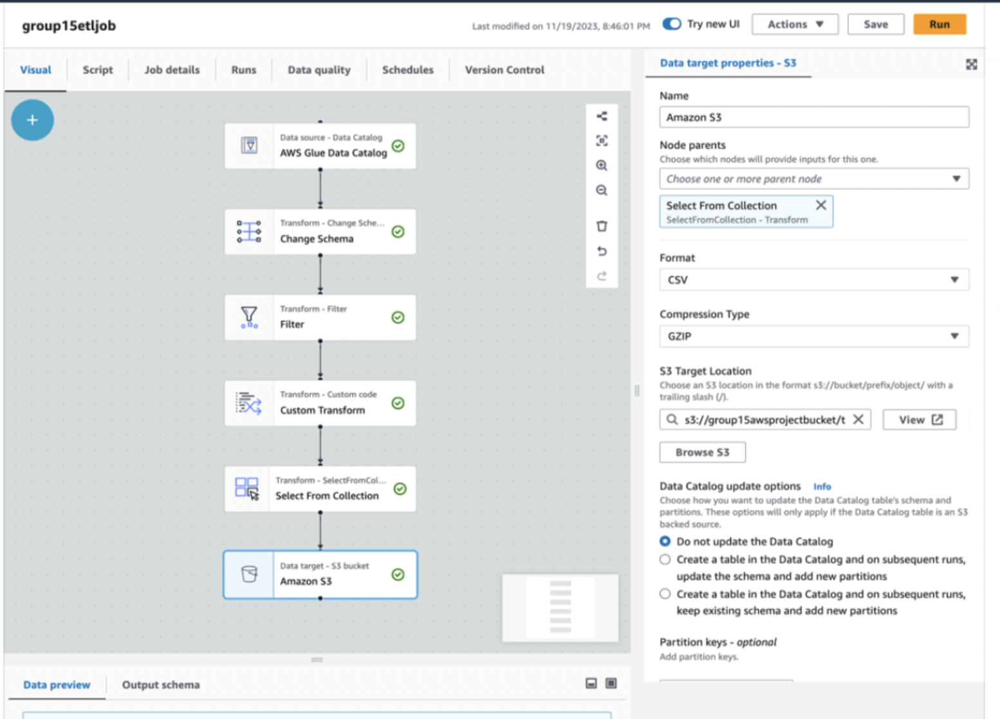 group15etljob
Last modified on 11/19/2023, 8:46:01 PM
Try new UI
Actions
Save
Run
Visual
Script
Job details
Runs
Data quality
Schedules
Version Control
Data source - Data Catalog
AWS Glue Data Catalog
Transform - Change Sche...
Change Schema
Transform - Filter
Filter
Transform - Custom code
Custom Transform
Transform - SelectFromCol...
Select From Collection
Data target - S3 bucket
Amazon S3
Data preview
Output schema
Data target properties - S3
Name
Amazon S3
Node parents
Choose which nodes will provide inputs for this one.
Choose one or more parent node
Select From Collection
SelectFromCollection - Transform
Format
CSV
Compression Type
GZIP
S3 Target Location
Choose an S3 location in the format s3://bucket/prefix/object/ with a
trailing slash (/).
s3://group15awsprojectbucket/t
View
Browse S3
Data Catalog update options Info
Choose how you want to update the Data Catalog table's schema and
partitions. These options will only apply if the Data Catalog table is an S3
backed source.
Do not update the Data Catalog
Create a table in the Data Catalog and on subsequent runs,
update the schema and add new partitions
Create a table in the Data Catalog and on subsequent runs,
keep existing schema and add new partitions
Partition keys - optional
Add partition keys.